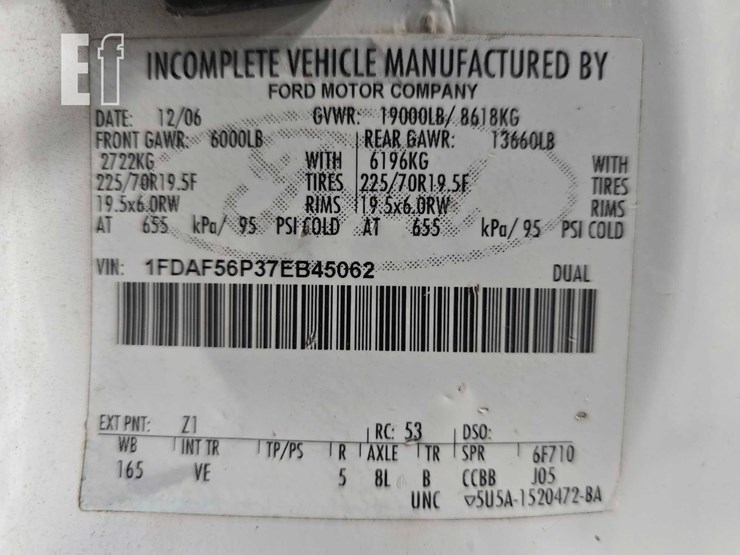 Ef
INCOMPLETE VEHICLE MANUFACTURED BY
FORD MOTOR COMPANY
DATE: 12/06 GVWR: 19000LB/ 8618KG
FRONT GAWR: 6000LB REAR GAWR: 13660LB
2722KG WITH 6196KG WITH
225/70R19.5F TIRES 225/70R19.5F TIRES
19.5x6.0RW RIMS 19.5x6.0RW RIMS
AT 655 kPa/ 95 PSI COLD AT 655 kPa/ 95 PSI COLD
VIN: 1FDAF56P37EB45062 DUAL
EXT PNT: Z1 RC: 53 DSO:
WB INT TR TP/PS R AXLE TR SPR 6F710
165 VE 5 8L B CCBB J05
UNC ▽5U5A-1520472-BA